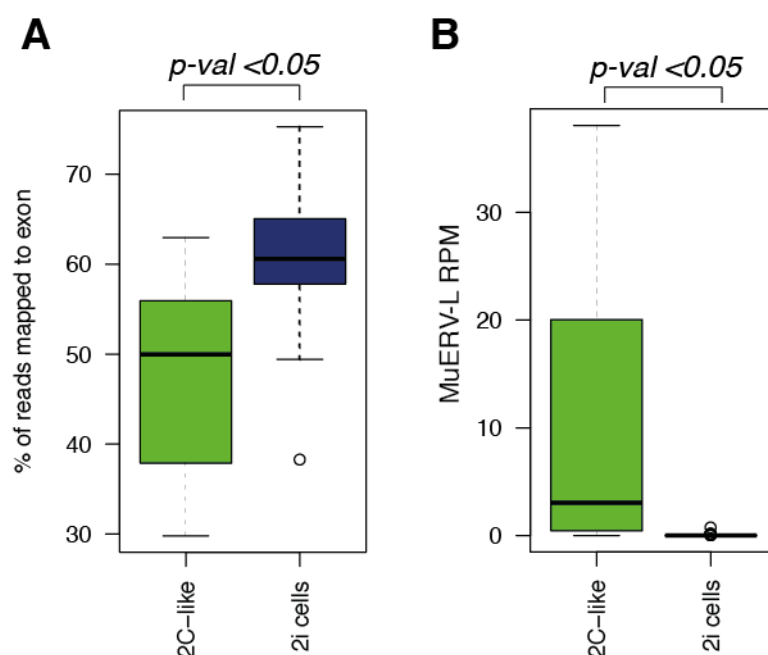 A
p-val <0.05
% of reads mapped to exon
70
60
50
40
30
2C-like
2i cells
B
p-val <0.05
MuERV-L RPM
30
20
10
0
2C-like
2i cells